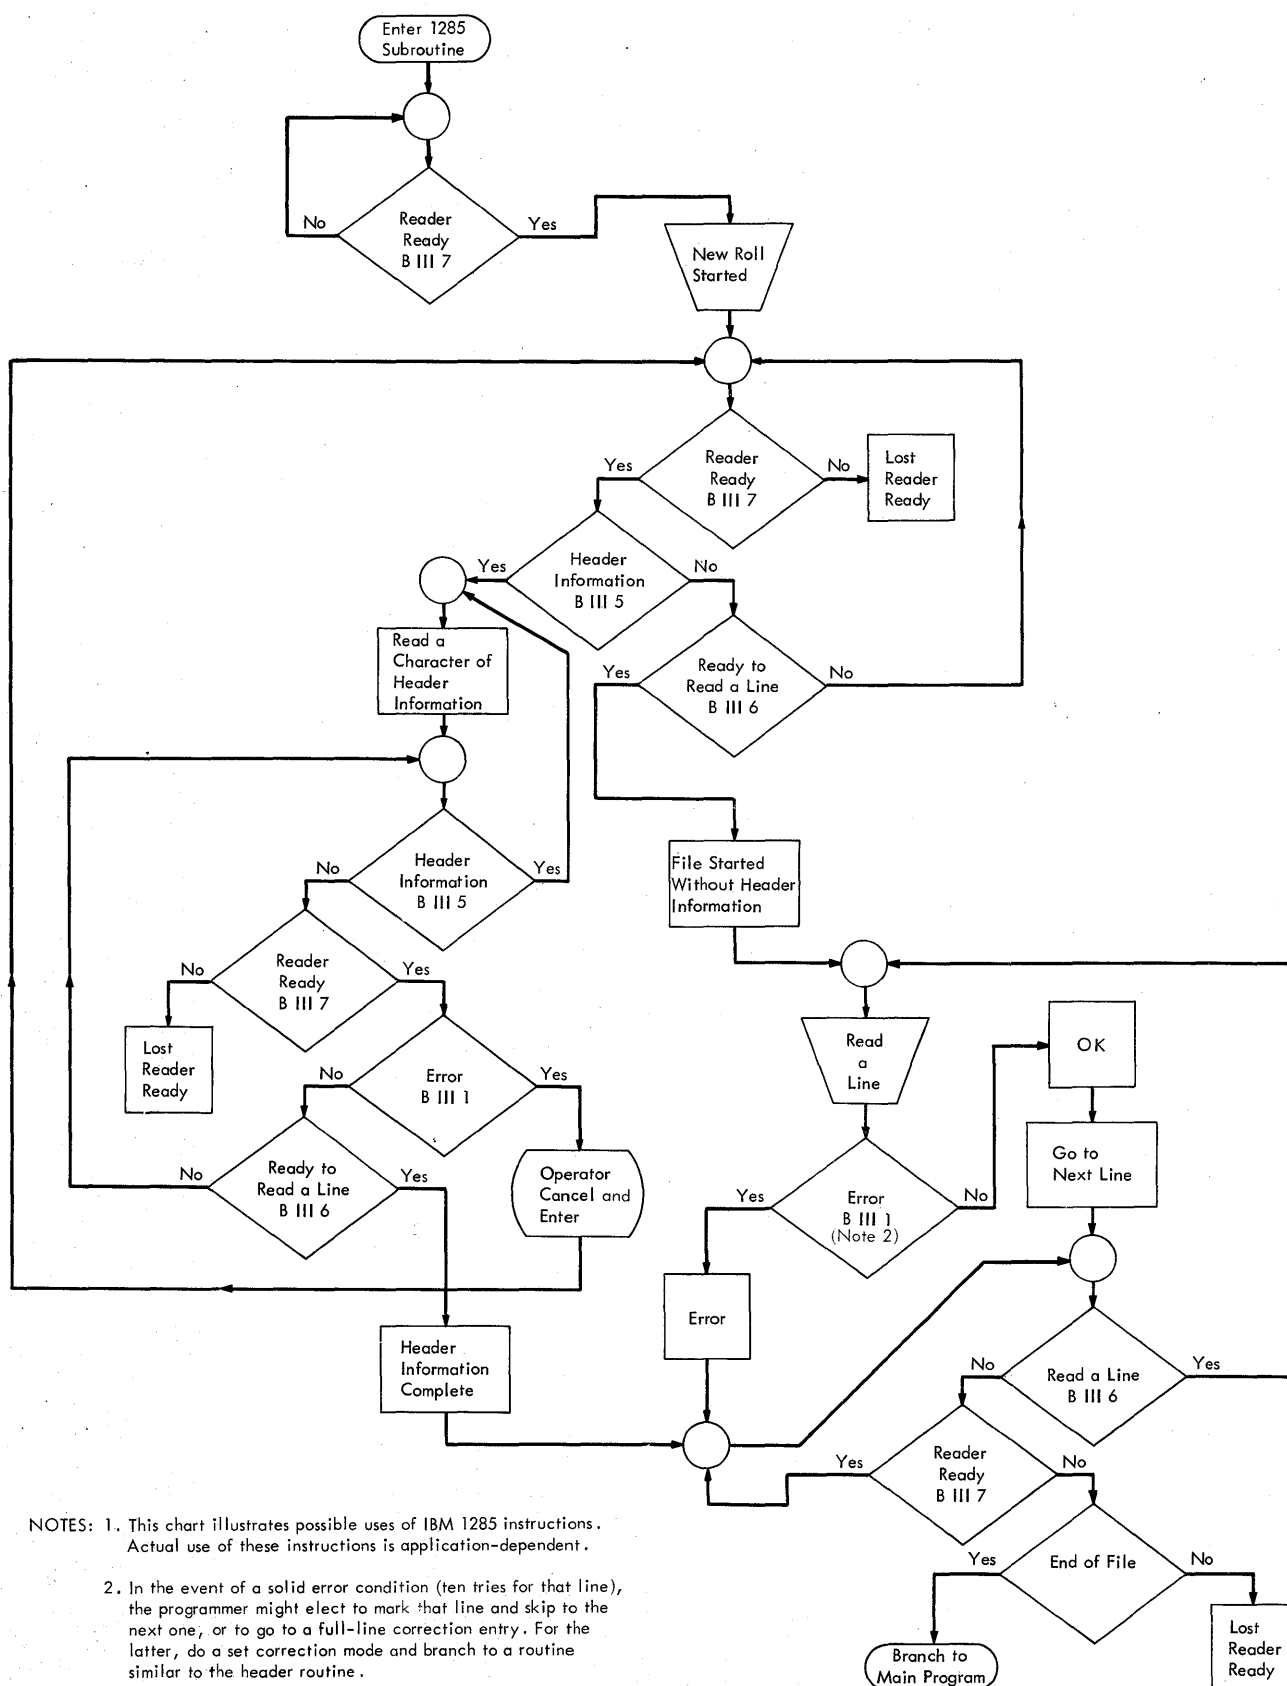 Enter 1285
Subroutine
No
Reader
Ready
B III 7
Yes
New Roll
Started
Yes
Reader
Ready
B III 7
No
Lost
Reader
Ready
Yes
Header
Information
B III 5
No
Read a
Character of
Header
Information
Yes
Ready to
Read a Line
B III 6
No
No
Header
Information
B III 5
Yes
File Started
Without Header
Information
No
Reader
Ready
B III 7
Yes
Lost
Reader
Ready
No
Error
B III 1
Yes
Read
a
Line
OK
No
Ready to
Read a Line
B III 6
Yes
Operator
Cancel and
Enter
Yes
Error
B III 1
(Note 2)
No
Go to
Next Line
Error
Header
Information
Complete
No
Read a Line
B III 6
Yes
Yes
Reader
Ready
B III 7
No
Yes
End of File
No
Branch to
Main Program
Lost
Reader
Ready
NOTES: 1. This chart illustrates possible uses of IBM 1285 instructions.
Actual use of these instructions is application-dependent.
2. In the event of a solid error condition (ten tries for that line),
the programmer might elect to mark that line and skip to the
next one, or to go to a full-line correction entry. For the
latter, do a set correction mode and branch to a routine
similar to the header routine.